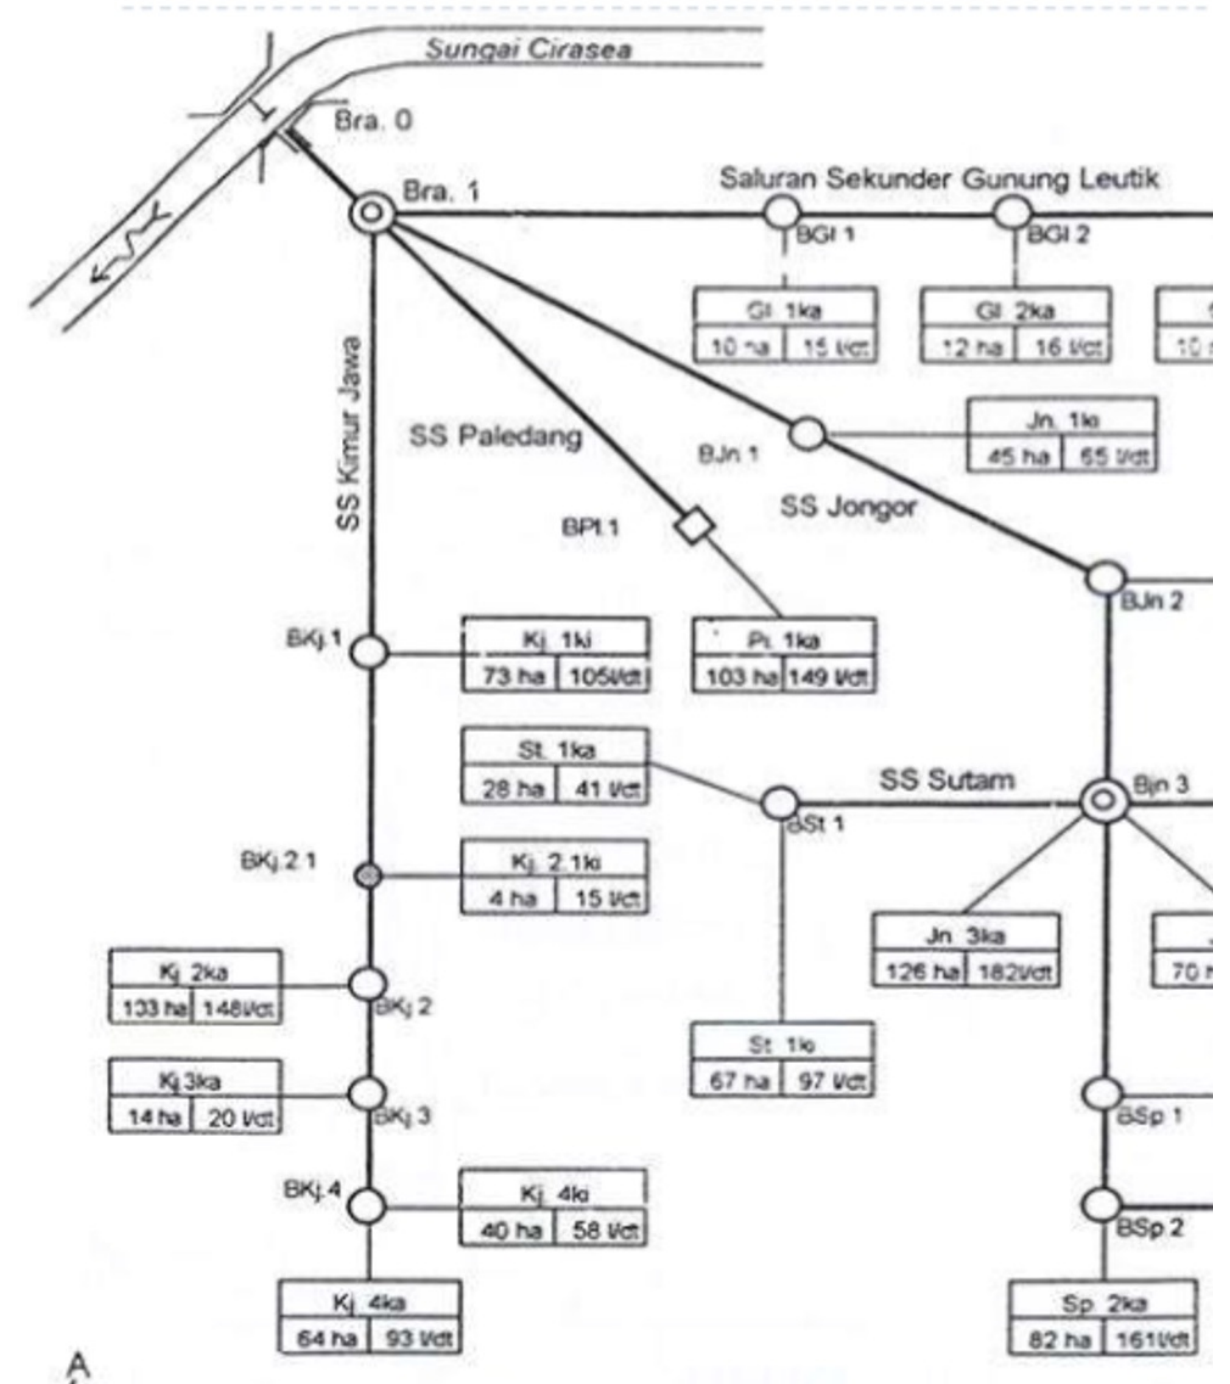 Sungai Cirasea
Bra. 0
Bra. 1
Saluran Sekunder Gunung Leutik
BGl 1
BGl 2
Gl 1ka
15 l/dt
Gl 2ka
12 ha 16 l/dt
SS Kimur Jawa
SS Paledang
BJn 1
Jn. 1ki
45 ha 65 l/dt
SS Jongor
BPl.1
BJn 2
BKj.1
Kj 1ki
73 ha 105l/dt
1ka
103 ha 149 l/dt
St. 1ka
28 ha 41 l/dt
SS Sutam
Bjn 3
BSt 1
BKj.2 1
Kj. 2.1ki
4 ha 15 l/dt
Jn 3ka
126 ha 182l/dt
70
Kj 2ka
148l/dt
BKj 2
St 1ki
67 ha 97 l/dt
Kj 3ka
14 ha 20 l/dt
BKj.3
BSp 1
BKj.4
Kj. 4ki
40 ha 58 l/dt
BSp.2
Kj 4ka
64 ha 93 l/dt
Sp 2ka
82 ha 161l/dt
A